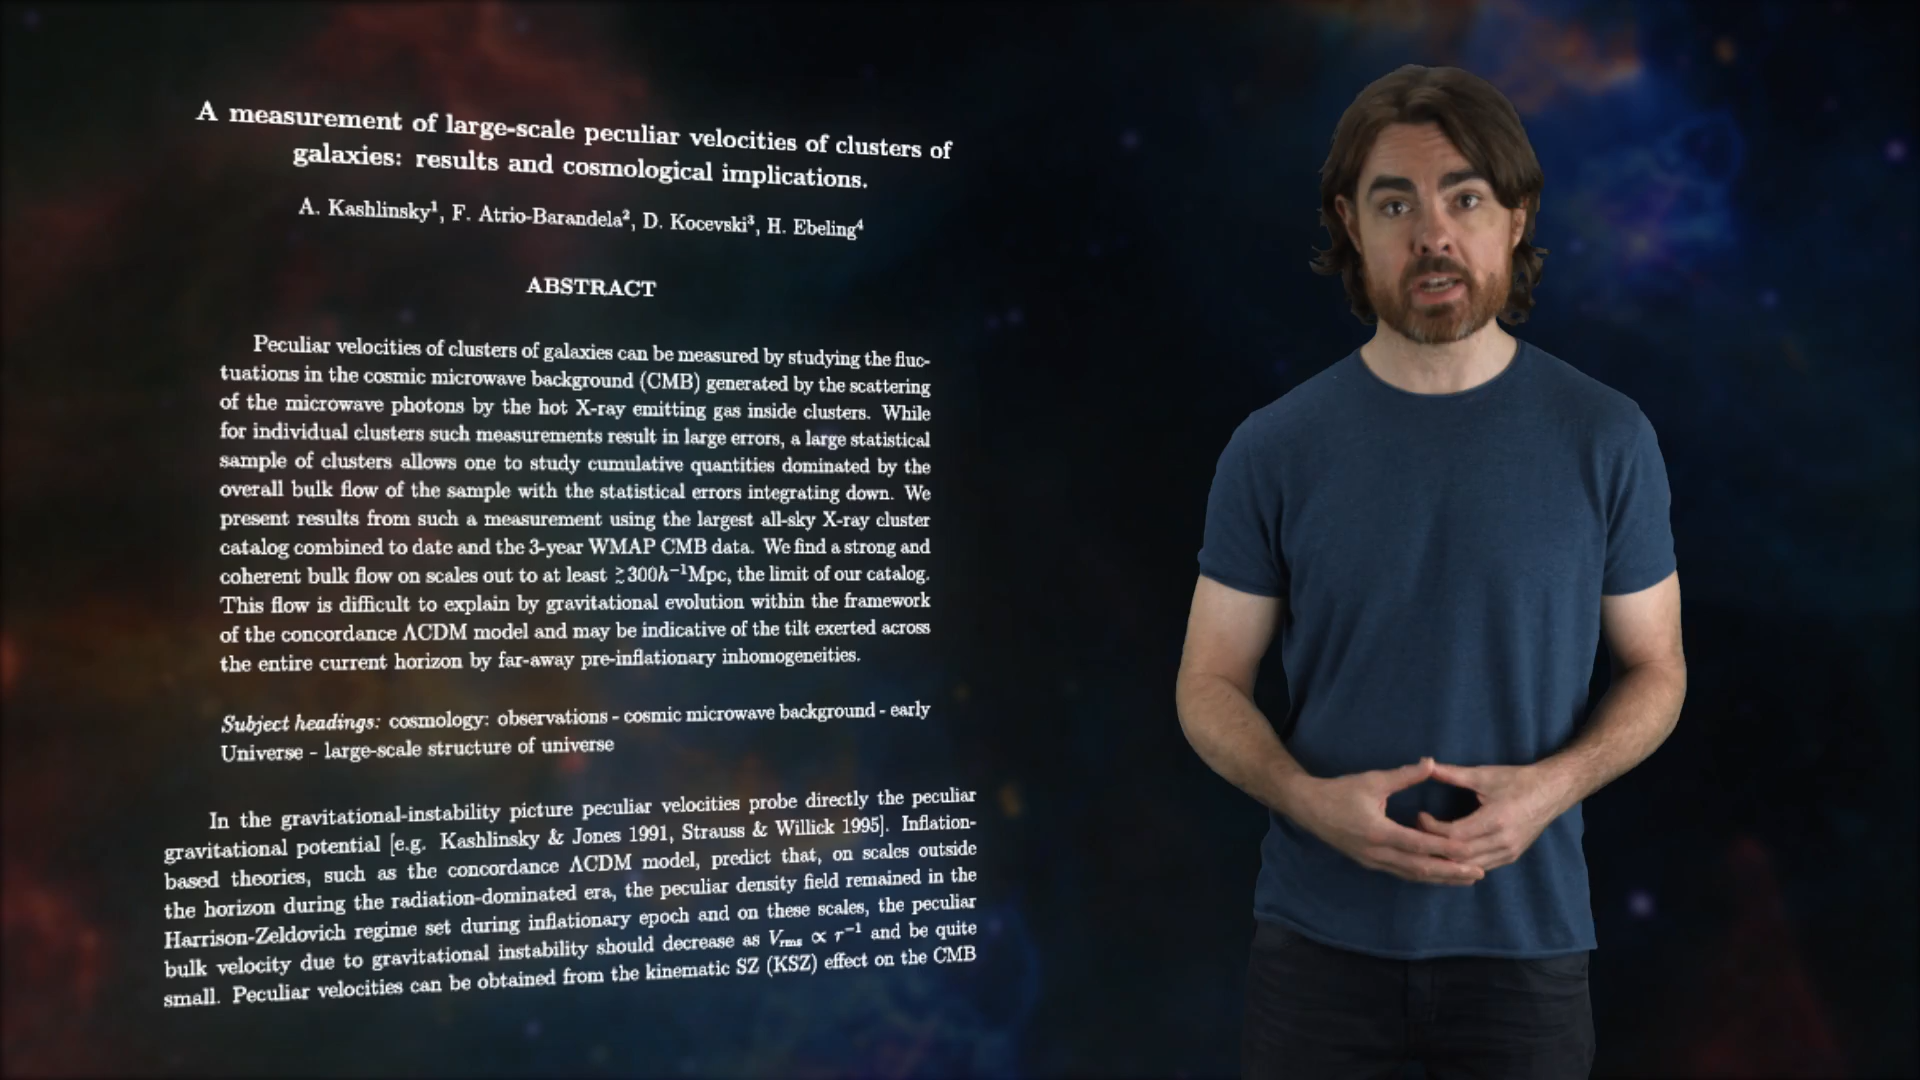 A measurement of large-scale peculiar velocities of clusters of
galaxies: results and cosmological implications.
A. Kashlinsky¹, F. Atrio-Barandela², D. Kocevski³, H. Ebeling⁴
ABSTRACT
Peculiar velocities of clusters of galaxies can be measured by studying the fluc-
tuations in the cosmic microwave background (CMB) generated by the scattering
of the microwave photons by the hot X-ray emitting gas inside clusters. While
for individual clusters such measurements result in large errors, a large statistical
sample of clusters allows one to study cumulative quantities dominated by the
overall bulk flow of the sample with the statistical errors integrating down. We
present results from such a measurement using the largest all-sky X-ray cluster
catalog combined to date and the 3-year WMAP CMB data. We find a strong and
coherent bulk flow on scales out to at least ≳300h⁻¹Mpc, the limit of our catalog.
This flow is difficult to explain by gravitational evolution within the framework
of the concordance ΛCDM model and may be indicative of the tilt exerted across
the entire current horizon by far-away pre-inflationary inhomogeneities.
Subject headings: cosmology: observations - cosmic microwave background - early
Universe - large-scale structure of universe
In the gravitational-instability picture peculiar velocities probe directly the peculiar
gravitational potential [e.g. Kashlinsky & Jones 1991, Strauss & Willick 1995]. Inflation-
based theories, such as the concordance ΛCDM model, predict that, on scales outside
the horizon during the radiation-dominated era, the peculiar density field remained in the
Harrison-Zeldovich regime set during inflationary epoch and on these scales, the peculiar
bulk velocity due to gravitational instability should decrease as Vrms ∝ r⁻¹ and be quite
small. Peculiar velocities can be obtained from the kinematic SZ (KSZ) effect on the CMB